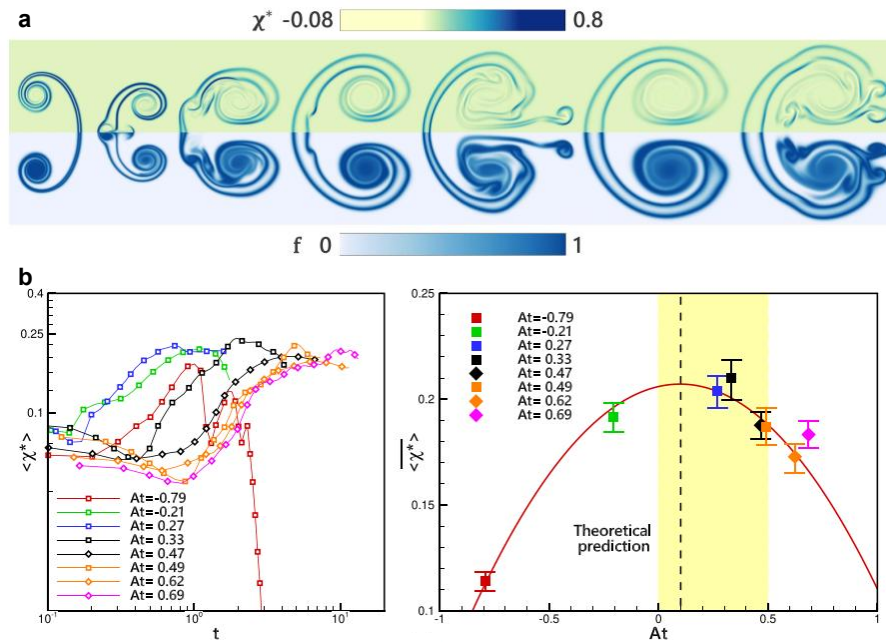 a
χ* -0.08 0.8
f 0 1
b
0.4
0.25
0.1
<χ*>
At=-0.79
At=-0.21
At= 0.27
At= 0.33
At= 0.47
At= 0.49
At= 0.62
At= 0.69
10⁻¹ 10⁰ 10¹
t
0.25
0.2
0.15
0.1
<χ*>
At=-0.79
At=-0.21
At= 0.27
At= 0.33
At= 0.47
At= 0.49
At= 0.62
At= 0.69
Theoretical
prediction
-1 -0.5 0 0.5 1
At